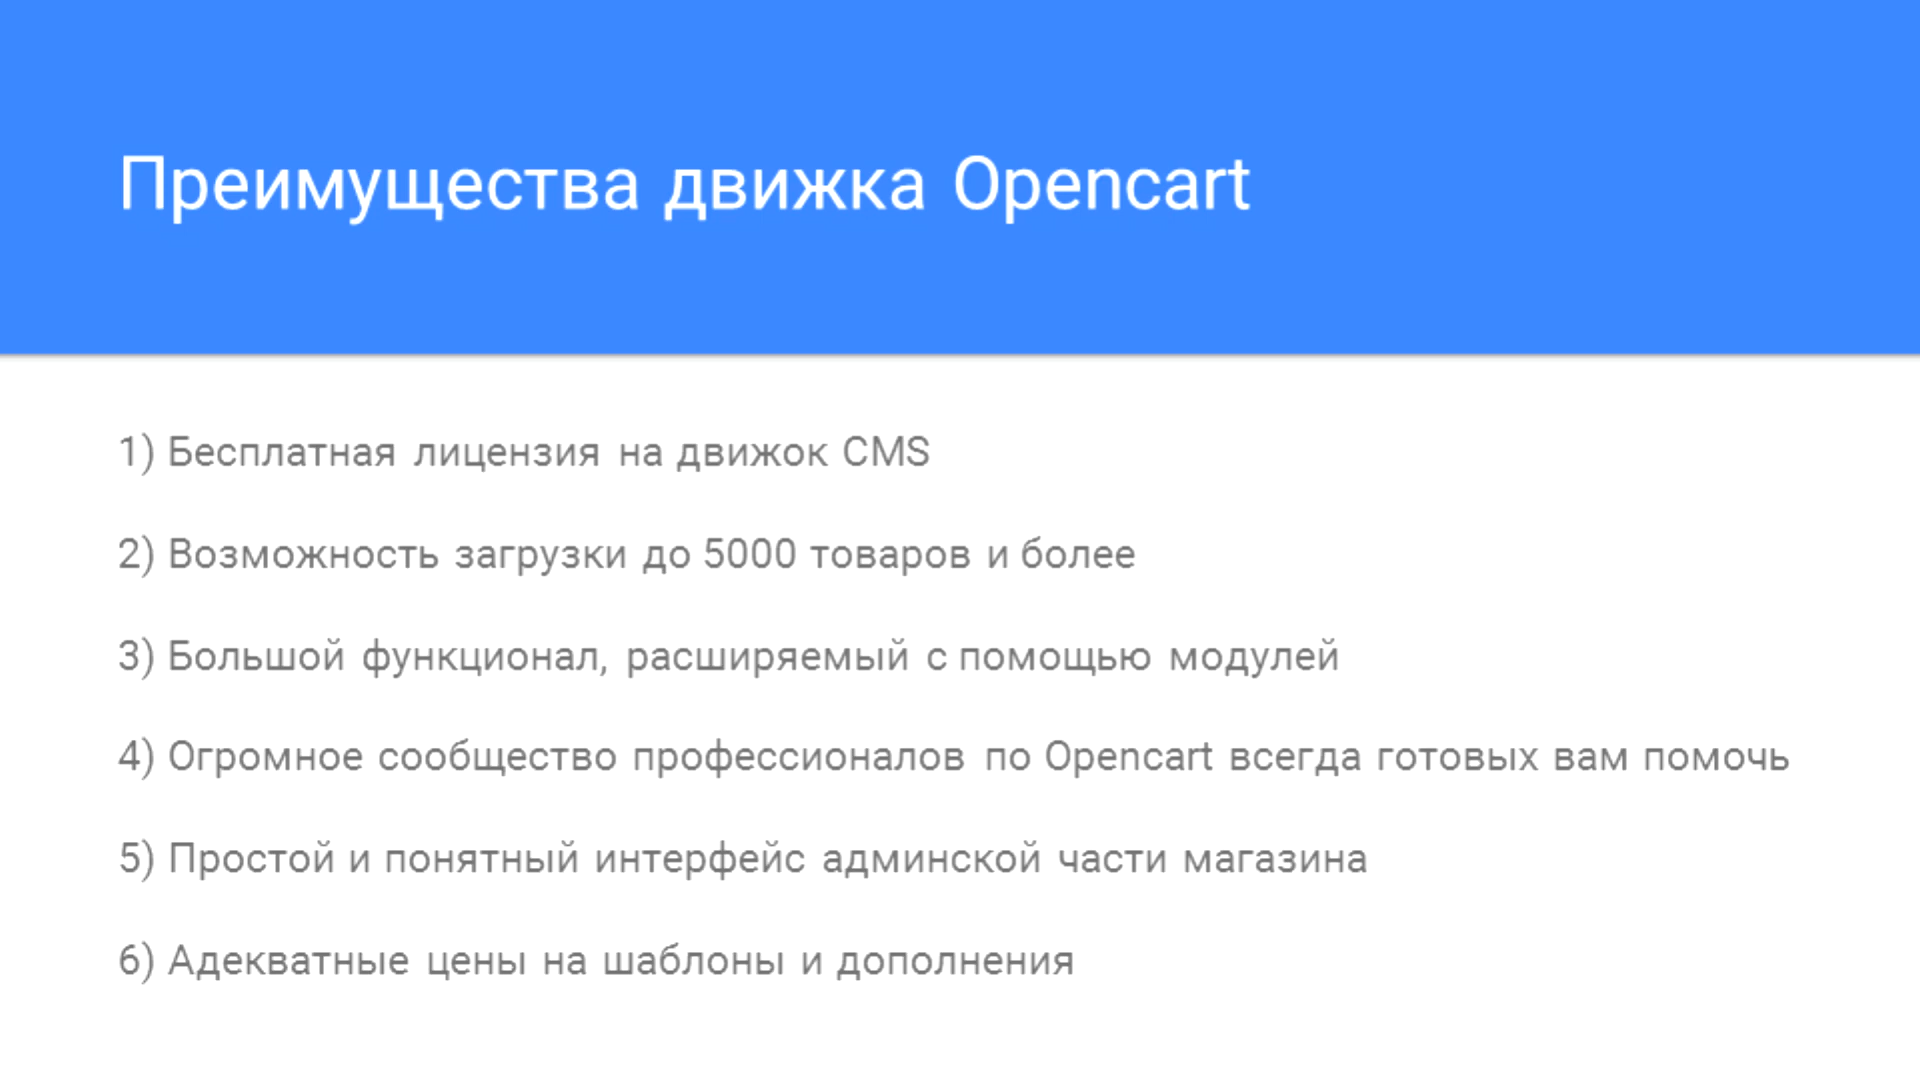 Преимущества движка Opencart
1) Бесплатная лицензия на движок CMS
2) Возможность загрузки до 5000 товаров и более
3) Большой функционал, расширяемый с помощью модулей
4) Огромное сообщество профессионалов по Opencart всегда готовых вам помочь
5) Простой и понятный интерфейс админской части магазина
6) Адекватные цены на шаблоны и дополнения